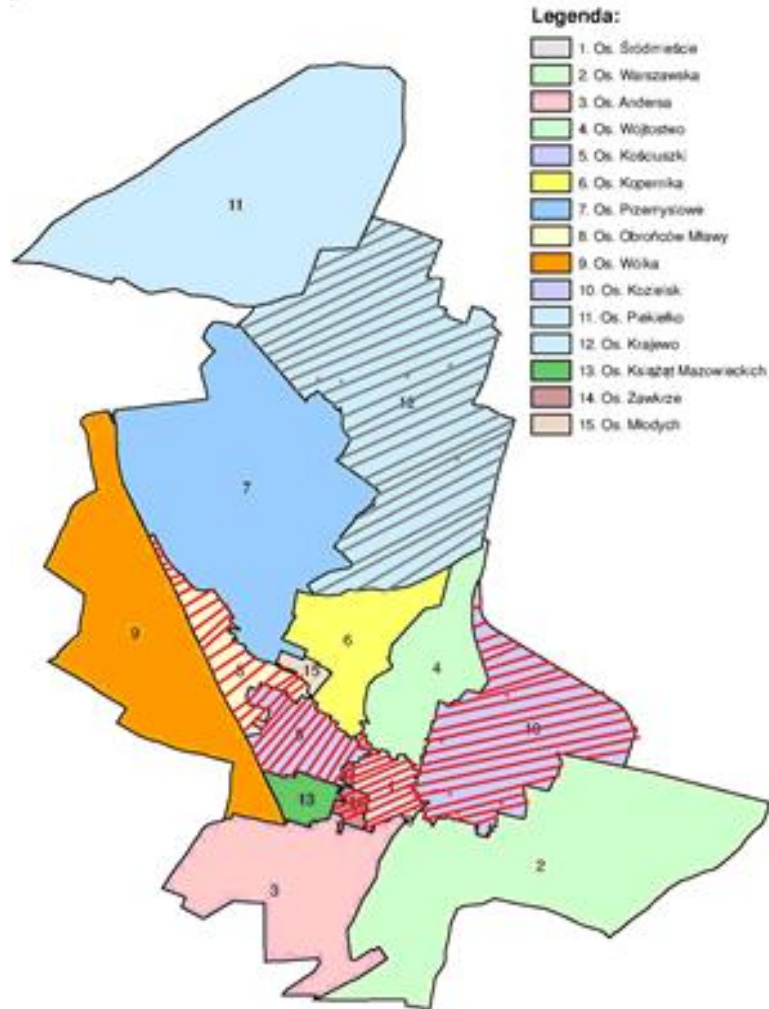 Legenda:
1. Os. Śródmieście
2. Os. Warszawska
3. Os. Andersa
4. Os. Wójtostwo
5. Os. Kościuszki
6. Os. Kopernika
7. Os. Przemysłowe
8. Os. Obrońców Mławy
9. Os. Wólka
10. Os. Kozielsk
11. Os. Piekiełko
12. Os. Krajewo
13. Os. Książąt Mazowieckich
14. Os. Zawkrze
15. Os. Młodych
11
12
7
9
6
15
4
10
13
1
2
3